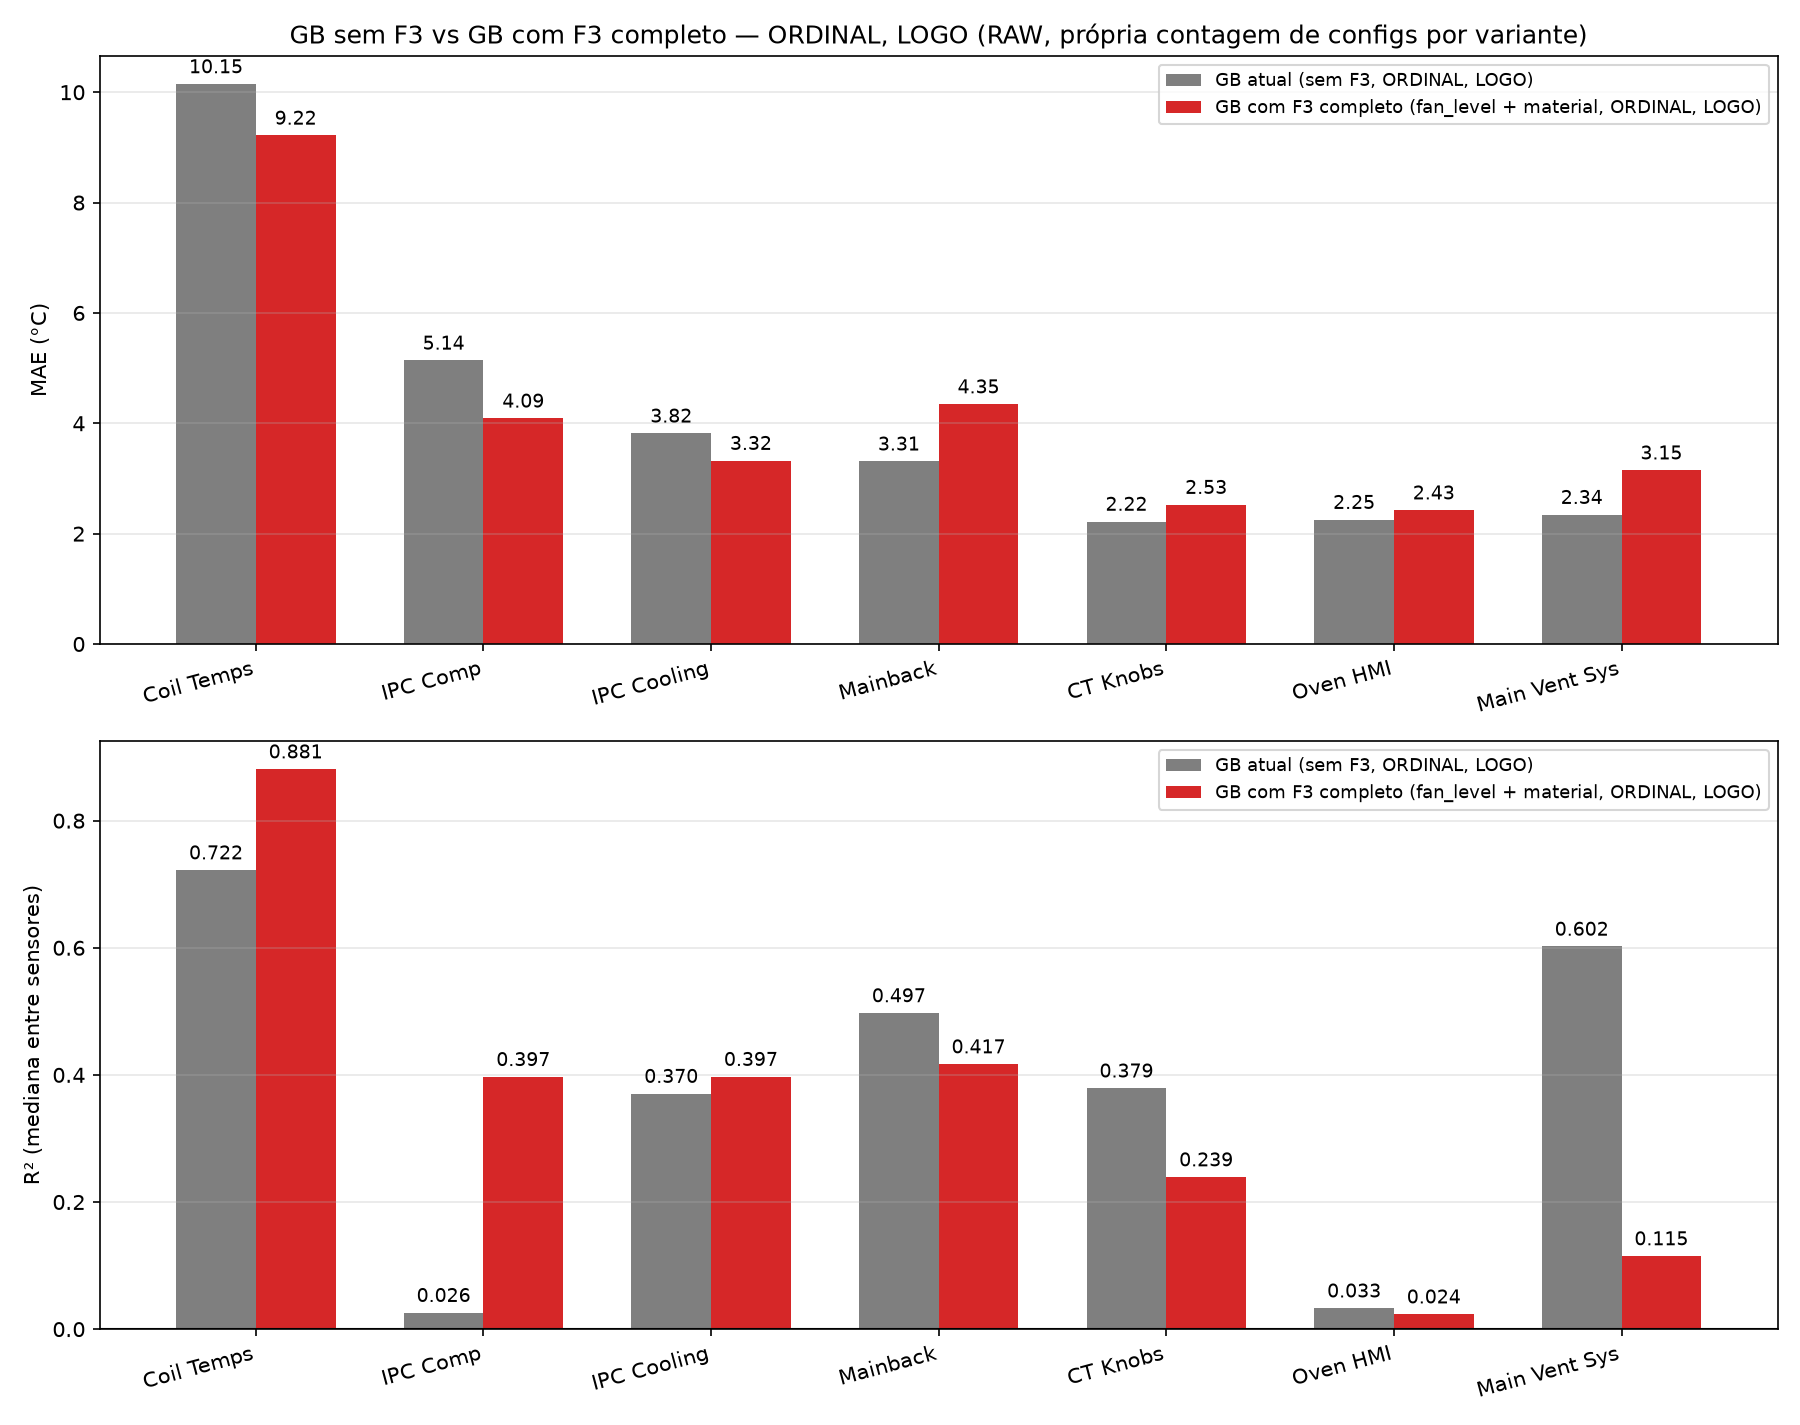 GB sem F3 vs GB com F3 completo — ORDINAL, LOGO (RAW, própria contagem de configs por variante)
GB atual (sem F3, ORDINAL, LOGO)
GB com F3 completo (fan_level + material, ORDINAL, LOGO)
MAE (°C)
10
8
6
4
2
0
10.15
9.22
5.14
4.09
3.82
3.32
3.31
4.35
2.22
2.53
2.25
2.43
2.34
3.15
Coil Temps
IPC Comp
IPC Cooling
Mainback
CT Knobs
Oven HMI
Main Vent Sys
GB atual (sem F3, ORDINAL, LOGO)
GB com F3 completo (fan_level + material, ORDINAL, LOGO)
R² (mediana entre sensores)
0.8
0.6
0.4
0.2
0.0
0.722
0.881
0.026
0.397
0.370
0.397
0.497
0.417
0.379
0.239
0.033
0.024
0.602
0.115
Coil Temps
IPC Comp
IPC Cooling
Mainback
CT Knobs
Oven HMI
Main Vent Sys